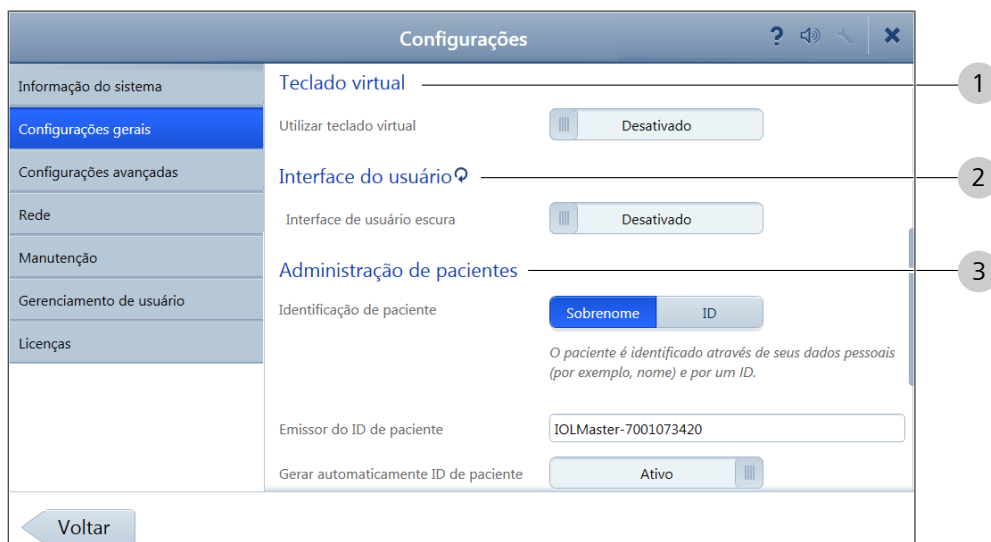 Configurações
?
Informação do sistema
Configurações gerais
Configurações avançadas
Rede
Manutenção
Gerenciamento de usuário
Licenças
Teclado virtual
1
Utilizar teclado virtual
Desativado
Interface do usuário
2
Interface de usuário escura
Desativado
Administração de pacientes
3
Identificação de paciente
Sobrenome
ID
O paciente é identificado através de seus dados pessoais
(por exemplo, nome) e por um ID.
Emissor do ID de paciente
IOLMaster-7001073420
Gerar automaticamente ID de paciente
Ativo
Voltar